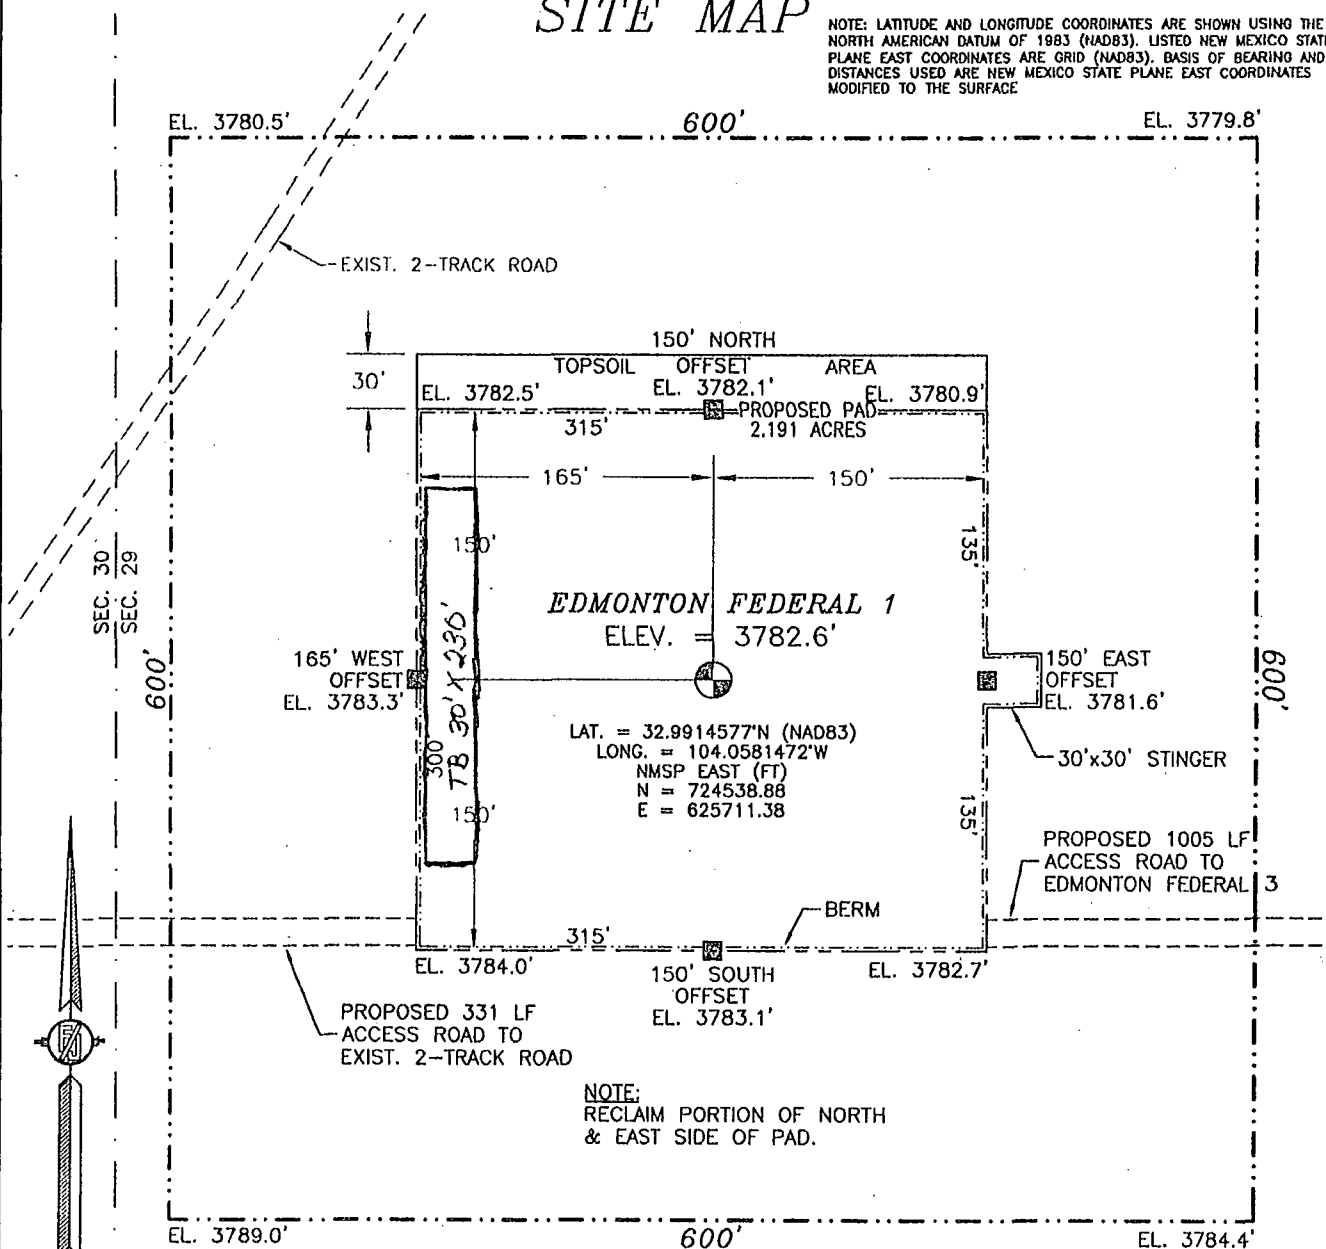 SITE MAP
NOTE: LATITUDE AND LONGITUDE COORDINATES ARE SHOWN USING THE
NORTH AMERICAN DATUM OF 1983 (NAD83). LISTED NEW MEXICO STAT
PLANE EAST COORDINATES ARE GRID (NAD83). BASIS OF BEARING AND
DISTANCES USED ARE NEW MEXICO STATE PLANE EAST COORDINATES
MODIFIED TO THE SURFACE
EL. 3780.5'
600'
EL. 3779.8'
EXIST. 2-TRACK ROAD
150' NORTH
TOPSOIL OFFSET AREA
30'
EL. 3782.5'
EL. 3782.1'
EL. 3780.9'
PROPOSED PAD
2.191 ACRES
315'
165'
150'
150'
135'
SEC. 30
SEC. 29
EDMONTON FEDERAL 1
ELEV. = 3782.6'
600'
165' WEST
OFFSET
EL. 3783.3'
300
TB 30' X 230'
150' EAST
OFFSET
EL. 3781.6'
600'
LAT. = 32.9914577°N (NAD83)
LONG. = 104.0581472°W
NMSP EAST (FT)
N = 724538.88
E = 625711.38
30'x30' STINGER
150'
135'
PROPOSED 1005 LF
ACCESS ROAD TO
EDMONTON FEDERAL 3
BERM
315'
EL. 3784.0'
150' SOUTH
OFFSET
EL. 3783.1'
EL. 3782.7'
PROPOSED 331 LF
ACCESS ROAD TO
EXIST. 2-TRACK ROAD
NOTE:
RECLAIM PORTION OF NORTH
& EAST SIDE OF PAD.
EL. 3789.0'
600'
EL. 3784.4'